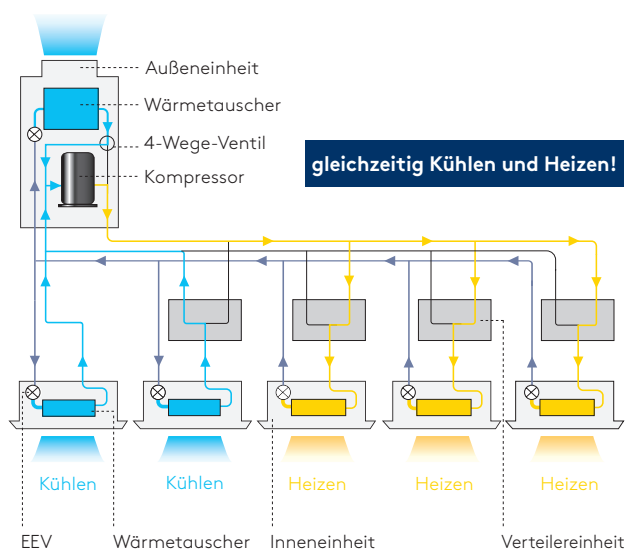 Außeneinheit
Wärmetauscher
4-Wege-Ventil
Kompressor
gleichzeitig Kühlen und Heizen!
Kühlen
Kühlen
Heizen
Heizen
Heizen
EEV
Wärmetauscher
Inneneinheit
Verteilereinheit